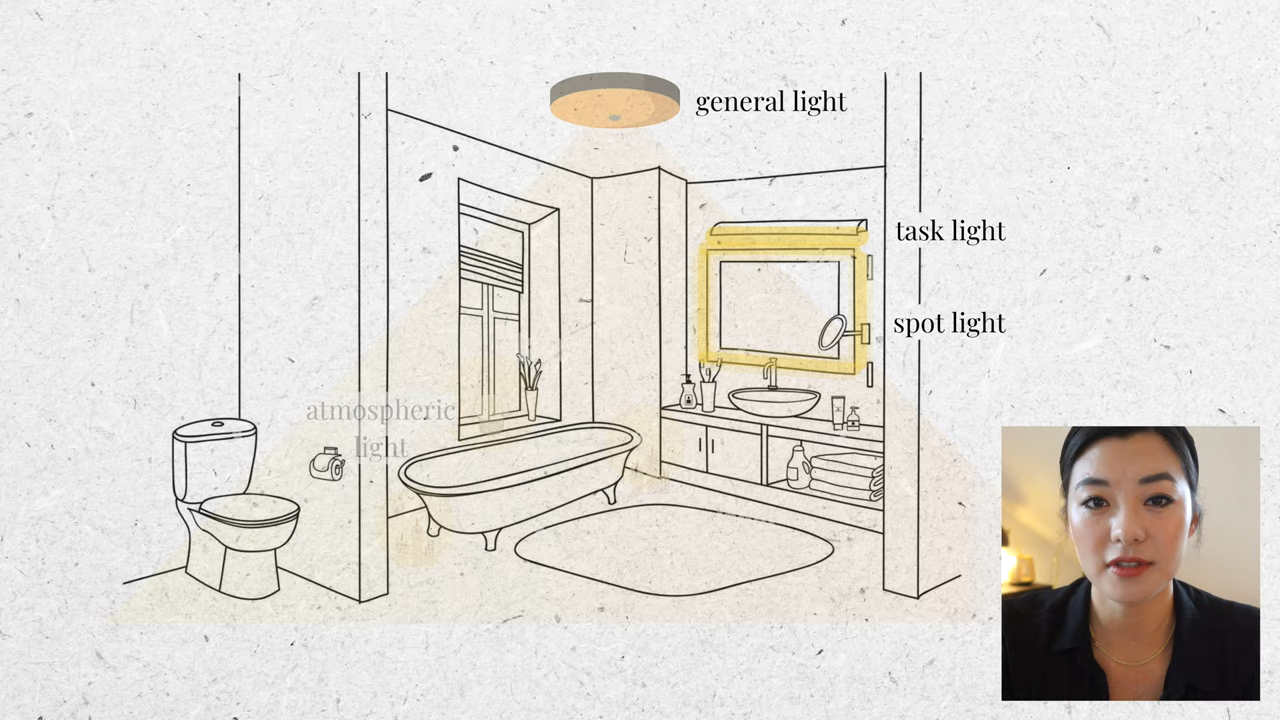 general light
task light
spot light
atmospheric
light